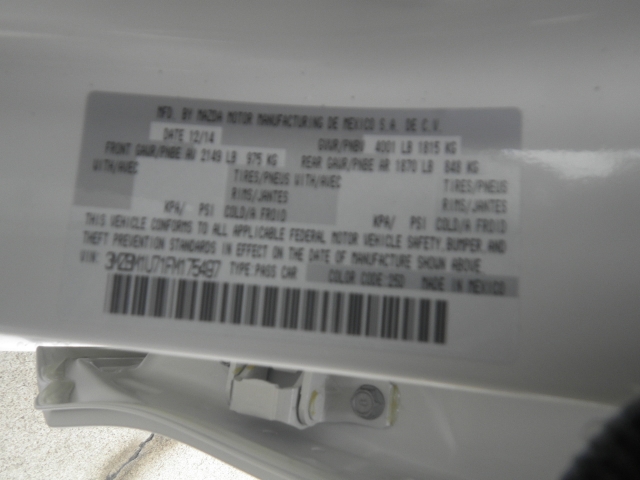 MFD. BY MAZDA MOTOR MANUFACTURING DE MEXICO S.A. DE C.V.
DATE 12/14 GVWR/PNBV 4001 LB 1815 KG
FRONT GAWR/PNBE AV 2149 LB 975 KG REAR GAWR/PNBE AR 1870 LB 848 KG
WITH/AVEC TIRES/PNEUS WITH/AVEC TIRES/PNEUS
RIMS/JANTES RIMS/JANTES
KPA/ PSI COLD/A FROID KPA/ PSI COLD/A FROID
THIS VEHICLE CONFORMS TO ALL APPLICABLE FEDERAL MOTOR VEHICLE SAFETY, BUMPER AND
THEFT PREVENTION STANDARDS IN EFFECT ON THE DATE OF MANUFACTURE SHOWN ABOVE
VIN: 3MZBM1U71FM175497 TYPE:PASS CAR COLOR CODE:25D MADE IN MEXICO